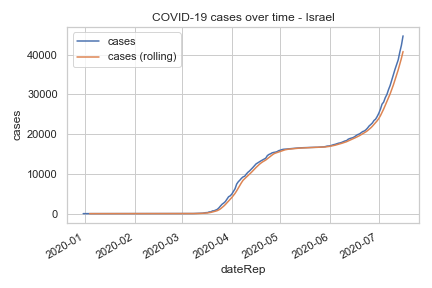 COVID-19 cases over time - Israel
cases
cases (rolling)
40000
30000
20000
10000
0
cases
2020-01
2020-02
2020-03
2020-04
2020-05
2020-06
2020-07
dateRep